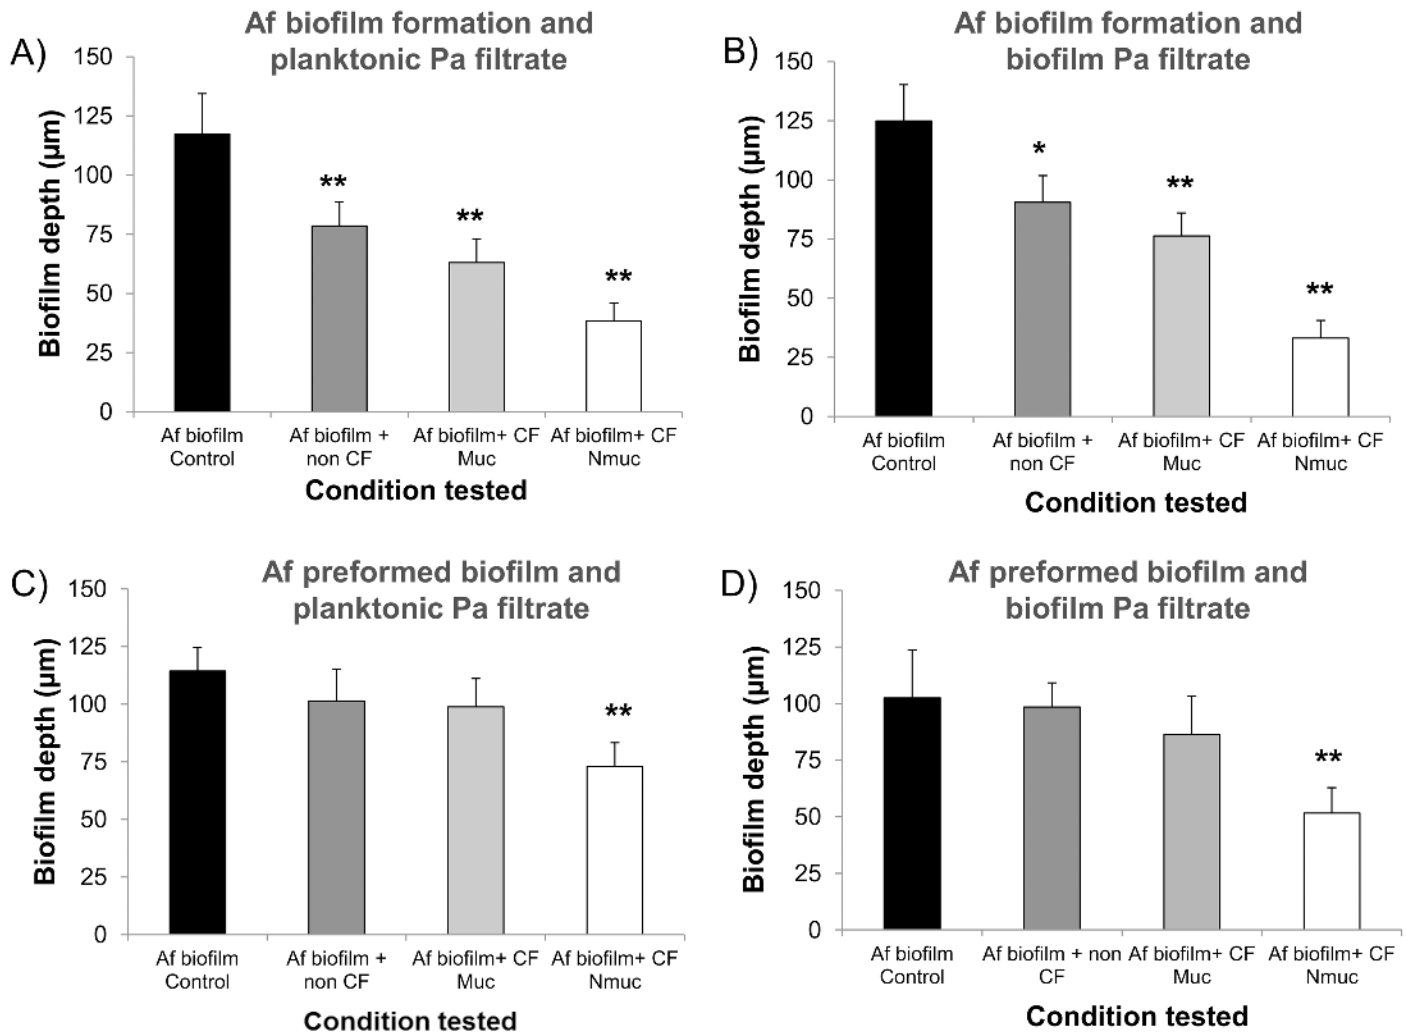 A)
Af biofilm formation and
planktonic Pa filtrate
150
125
100
75
50
25
0
Biofilm depth (µm)
**
**
**
Af biofilm
Control
Af biofilm +
non CF
Af biofilm+ CF
Muc
Af biofilm+ CF
Nmuc
Condition tested
B)
Af biofilm formation and
biofilm Pa filtrate
150
125
100
75
50
25
0
Biofilm depth (µm)
*
**
**
Af biofilm
Control
Af biofilm +
non CF
Af biofilm+ CF
Muc
Af biofilm+ CF
Nmuc
Condition tested
C)
Af preformed biofilm and
planktonic Pa filtrate
150
125
100
75
50
25
0
Biofilm depth (µm)
**
Af biofilm
Control
Af biofilm +
non CF
Af biofilm+ CF
Muc
Af biofilm+ CF
Nmuc
Condition tested
D)
Af preformed biofilm and
biofilm Pa filtrate
150
125
100
75
50
25
0
Biofilm depth (µm)
**
Af biofilm
Control
Af biofilm + non
CF
Af biofilm+ CF
Muc
Af biofilm+ CF
Nmuc
Condition tested